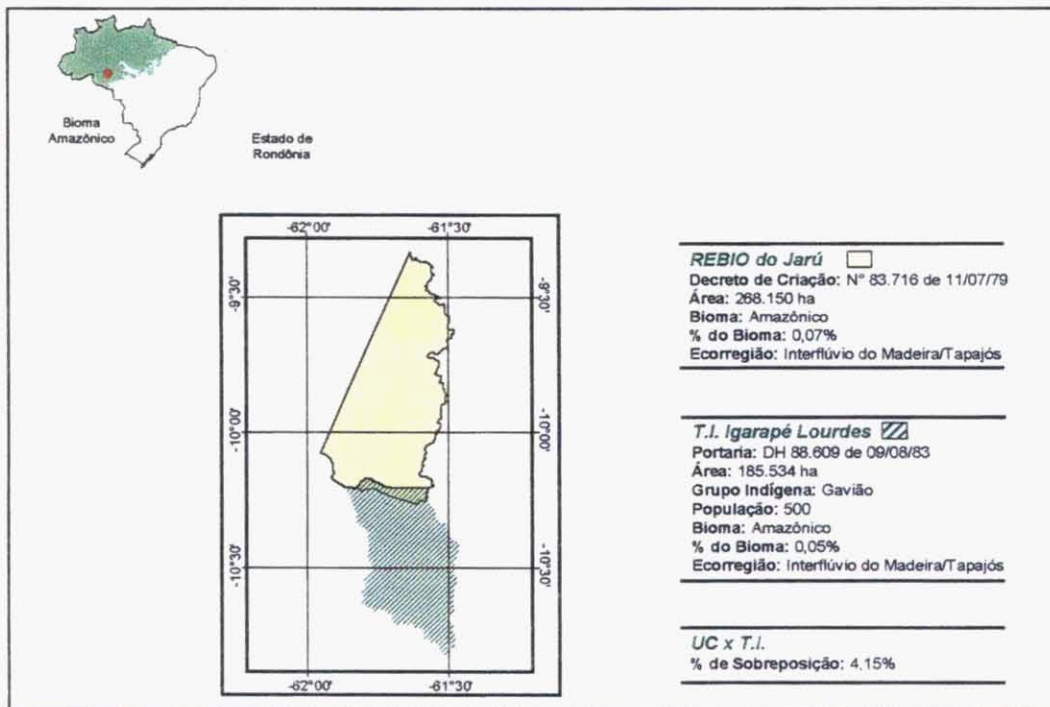 Bioma
Amazônico
Estado de
Rondônia
-62°00' -61°30'
-9°30' -9°30'
-10°00' -10°00'
-10°30' -10°30'
-62°00' -61°30'
REBIO do Jarú
Decreto de Criação: N° 83.716 de 11/07/79
Área: 268.150 ha
Bioma: Amazônico
% do Bioma: 0,07%
Ecorregião: Interflúvio do Madeira/Tapajós
T.I. Igarapé Lourdes
Portaria: DH 88.609 de 09/08/83
Área: 185.534 ha
Grupo Indígena: Gavião
População: 500
Bioma: Amazônico
% do Bioma: 0,05%
Ecorregião: Interflúvio do Madeira/Tapajós
UC x T.I.
% de Sobreposição: 4,15%